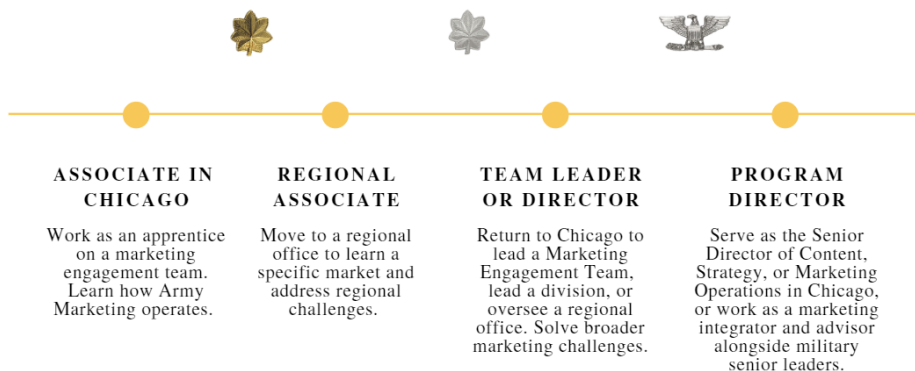 ASSOCIATE IN
CHICAGO
Work as an apprentice
on a marketing
engagement team.
Learn how Army
Marketing operates.
REGIONAL
ASSOCIATE
Move to a regional
office to learn a
specific market and
address regional
challenges.
TEAM LEADER
OR DIRECTOR
Return to Chicago to
lead a Marketing
Engagement Team,
lead a division, or
oversee a regional
office. Solve broader
marketing challenges.
PROGRAM
DIRECTOR
Serve as the Senior
Director of Content,
Strategy, or Marketing
Operations in Chicago,
or work as a marketing
integrator and advisor
alongside military
senior leaders.